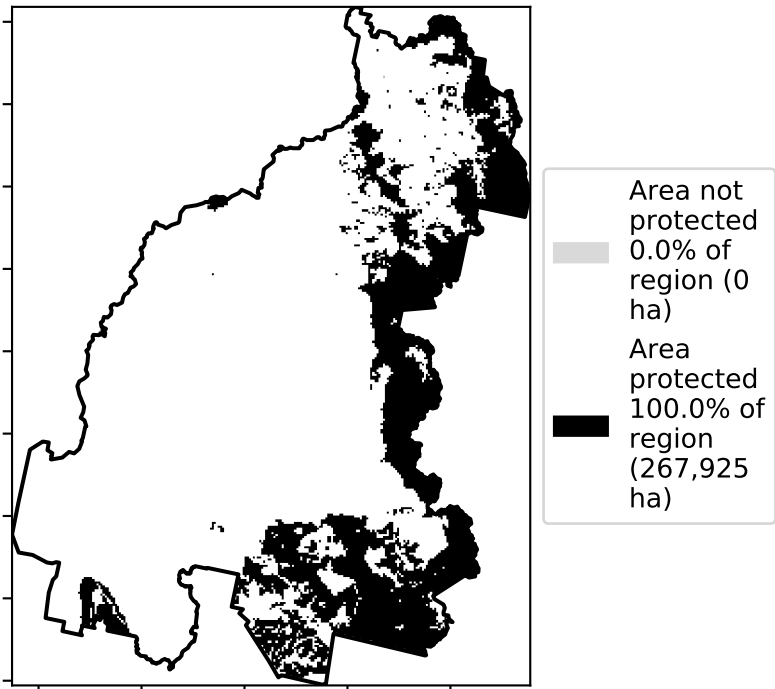 Area not
protected
0.0% of
region (0
ha)
Area
protected
100.0% of
region
(267,925
ha)